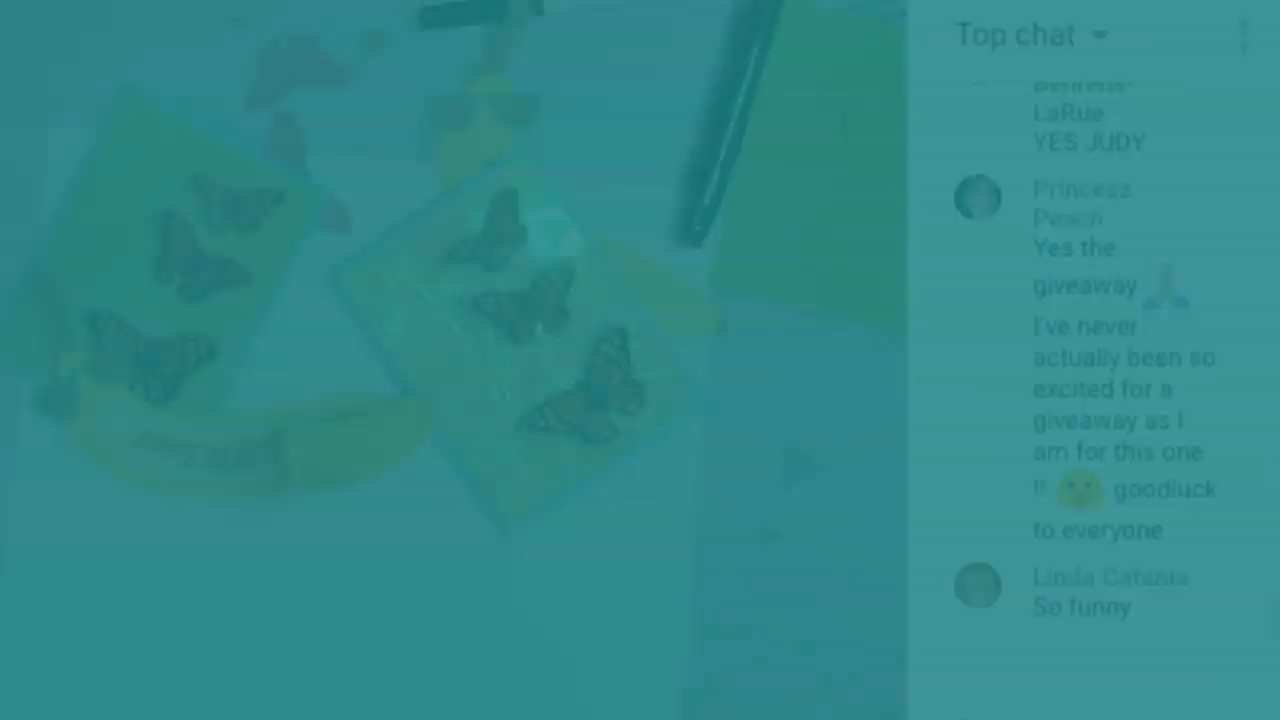 Top chat
LaRue
YES JUDY
Princess
Peach
Yes the
giveaway
I've never
actually been so
excited for a
giveaway as I
am for this one
!! goodluck
to everyone
Linda Catania
So funny